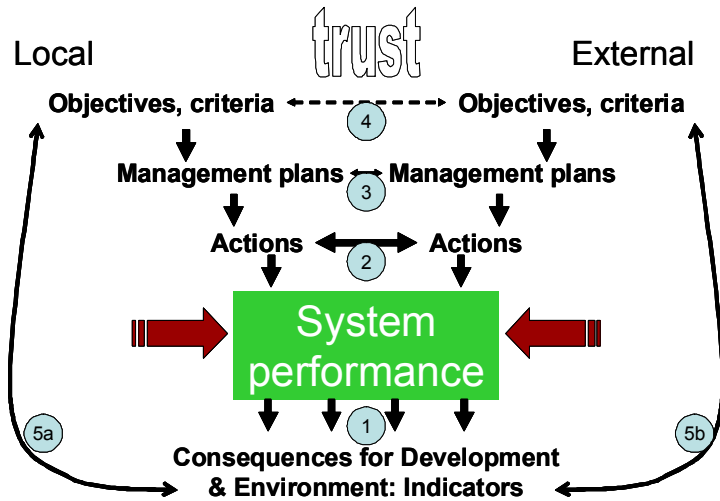 trust
Local
External
Objectives, criteria
Objectives, criteria
4
Management plans
Management plans
3
Actions
Actions
2
System
performance
1
5a
5b
Consequences for Development
& Environment: Indicators